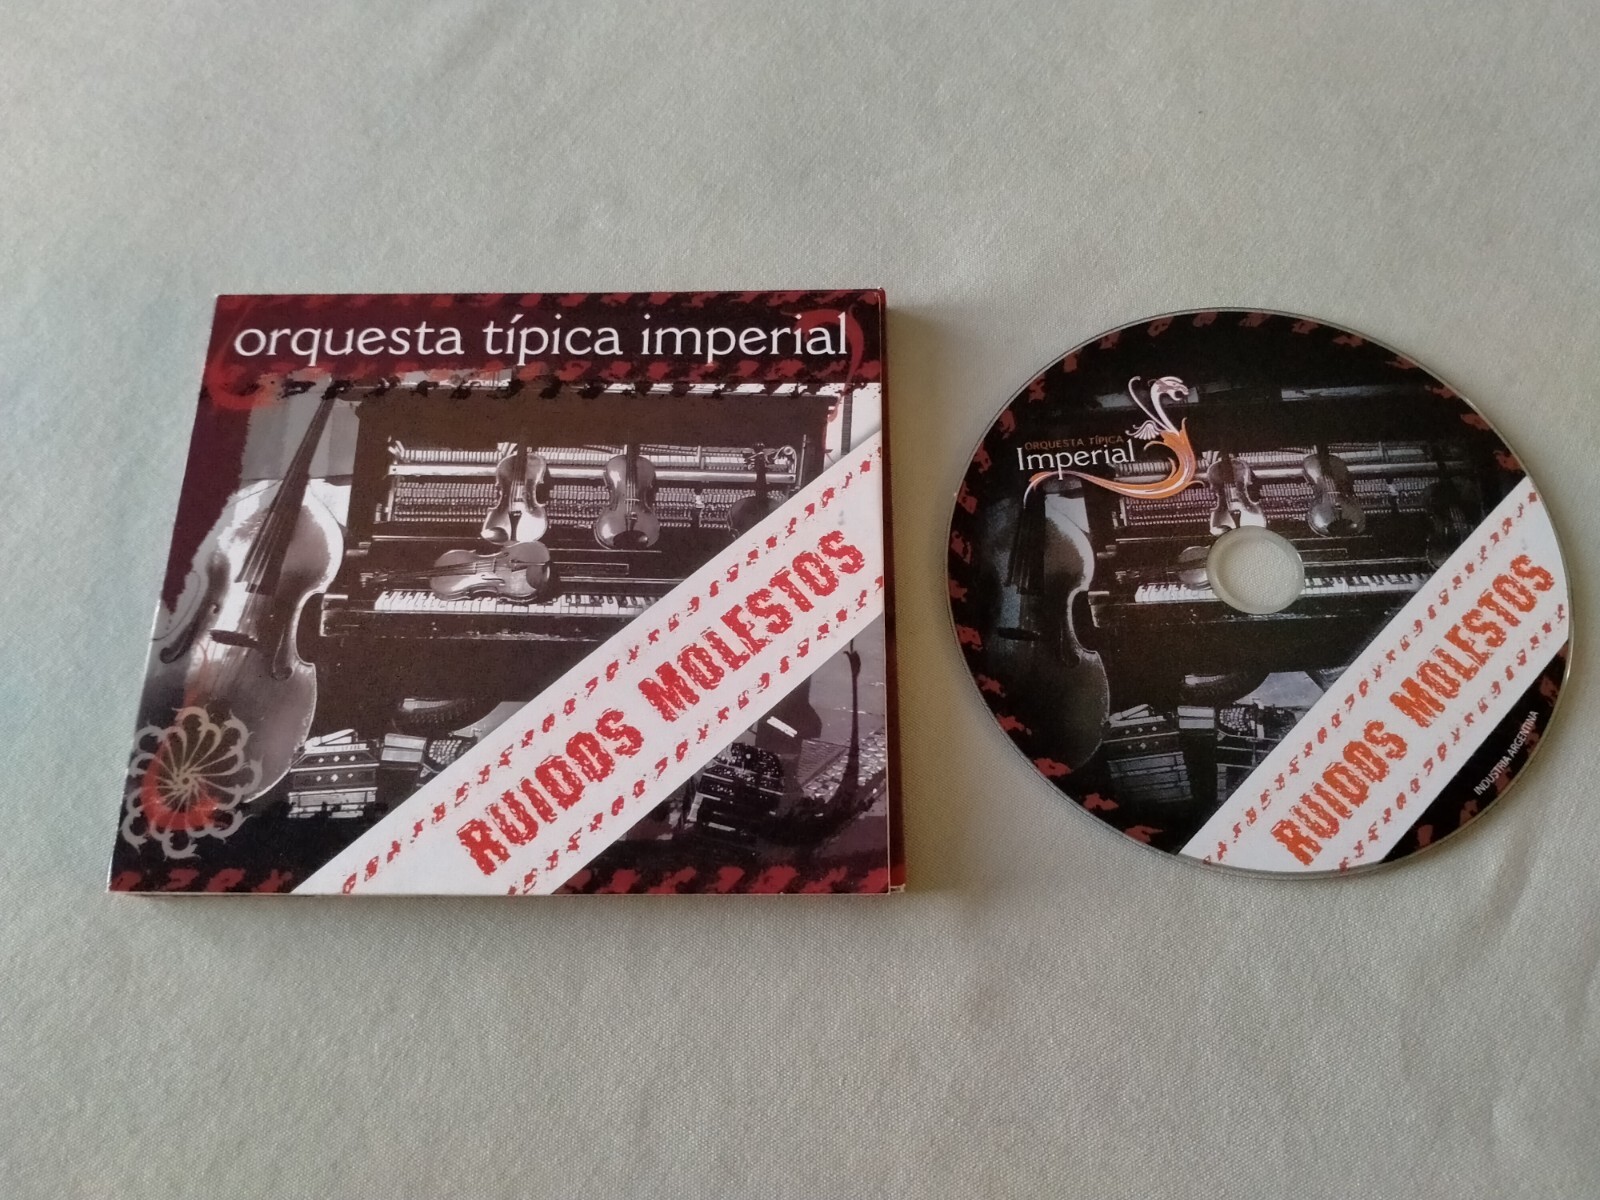 orquesta típica imperial
RUIDOS MOLESTOS
ORQUESTA TÍPICA
Imperial
RUIDOS MOLESTOS
INDUSTRIA ARGENTINA